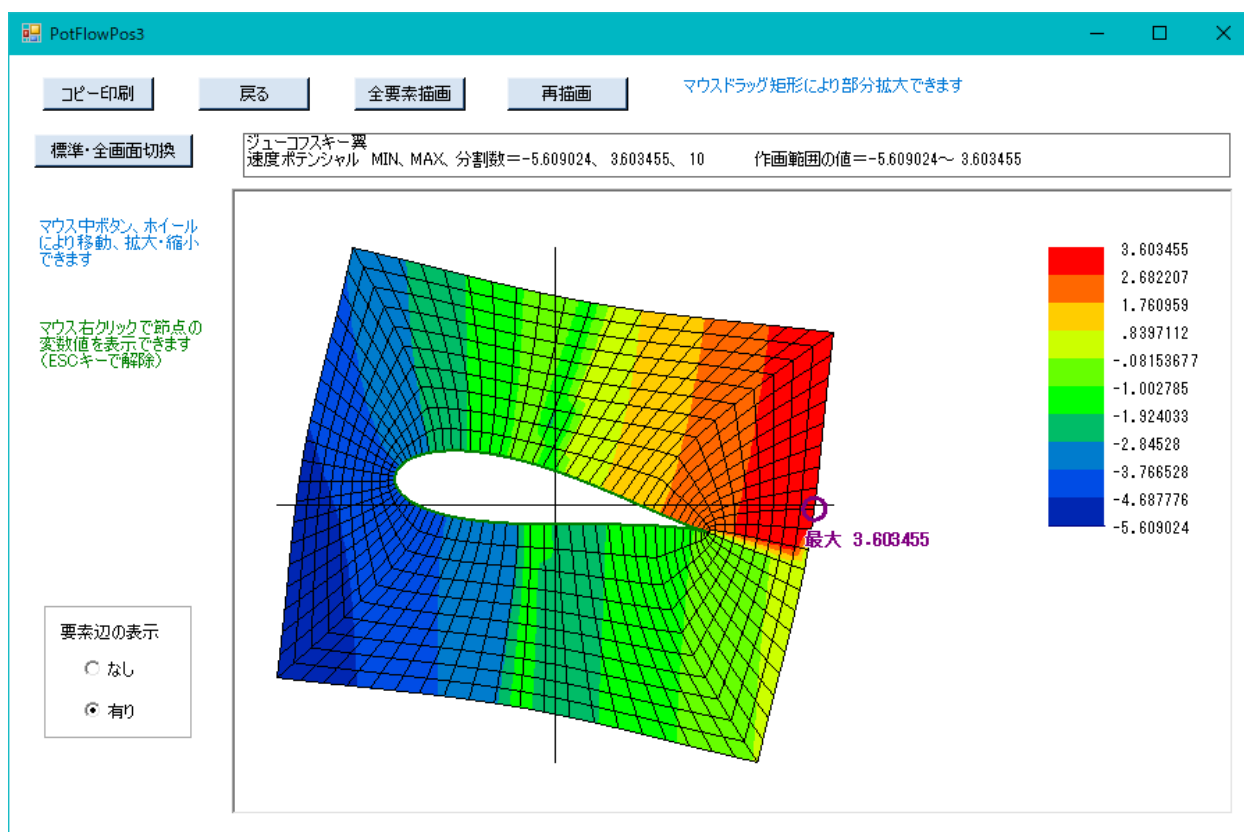 PotFlowPos3
コピー印刷
戻る
全要素描画
再描画
マウスドラッグ矩形により部分拡大できます
標準・全画面切換
ジューコフスキー翼
速度ポテンシャル MIN、MAX、分割数=-5.609024、 3.603455、 10 作画範囲の値=-5.609024～ 3.603455
マウス中ボタン、ホイール
により移動、拡大・縮小
できます
マウス右クリックで節点の
変数値を表示できます
(ESCキーで解除)
3.603455
2.682207
1.760959
.8397112
-.08153677
-1.002785
-1.924033
-2.84528
-3.766528
-4.687776
-5.609024
最大 3.603455
要素辺の表示
なし
有り